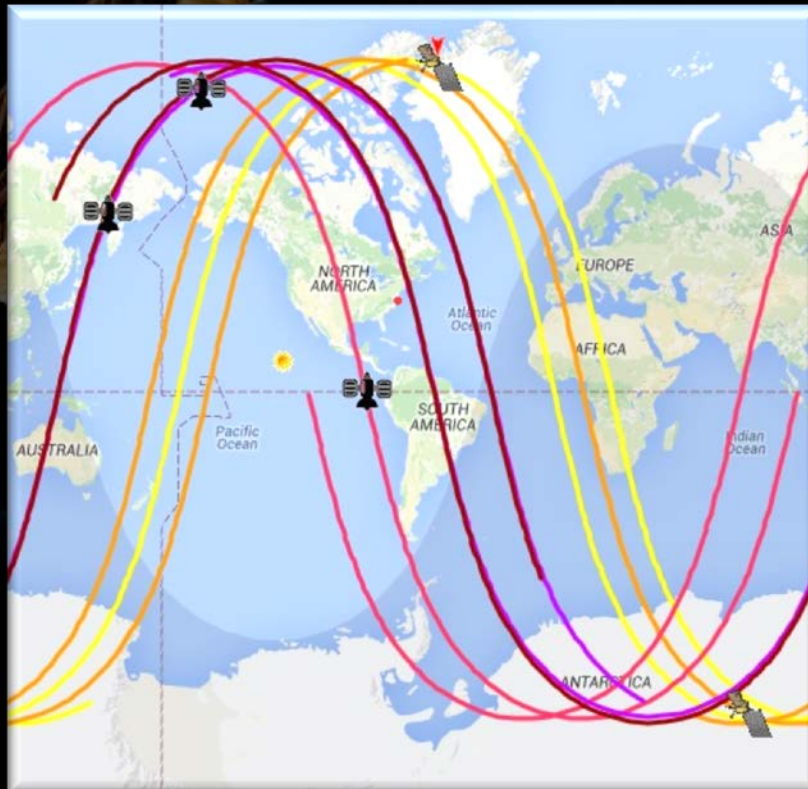 ASIA
EUROPE
NORTH
AMERICA
Atlantic
Ocean
AFRICA
SOUTH
AMERICA
Pacific
Ocean
Indian
Ocean
AUSTRALIA
ANTARCTICA